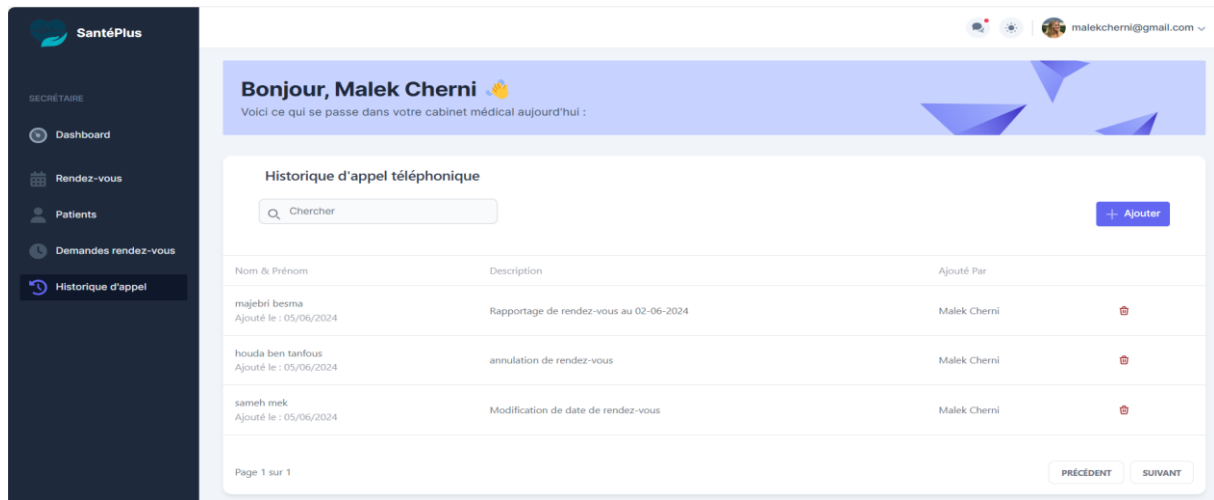 SantéPlus
malekcherni@gmail.com
SECRÉTAIRE
Dashboard
Rendez-vous
Patients
Demandes rendez-vous
Historique d'appel
Bonjour, Malek Cherni 👋
Voici ce qui se passe dans votre cabinet médical aujourd'hui :
Historique d'appel téléphonique
Chercher
+ Ajouter
Nom & Prénom Description Ajouté Par
majebri besma
Ajouté le : 05/06/2024
Rapportage de rendez-vous au 02-06-2024
Malek Cherni
houda ben tanfous
Ajouté le : 05/06/2024
annulation de rendez-vous
Malek Cherni
sameh mek
Ajouté le : 05/06/2024
Modification de date de rendez-vous
Malek Cherni
Page 1 sur 1
PRÉCÉDENT SUIVANT